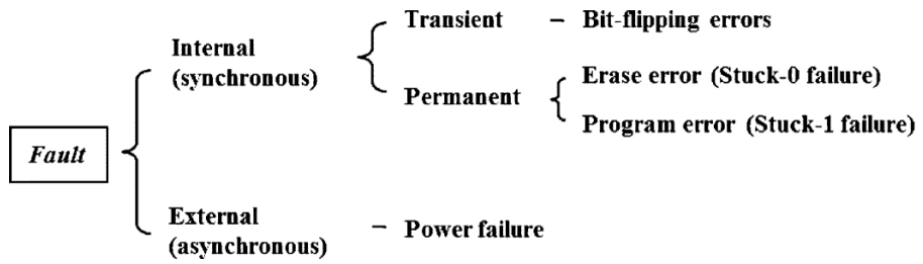 Fault
Internal
(synchronous)
Transient – Bit-flipping errors
Permanent
Erase error (Stuck-0 failure)
Program error (Stuck-1 failure)
External
(asynchronous)
– Power failure